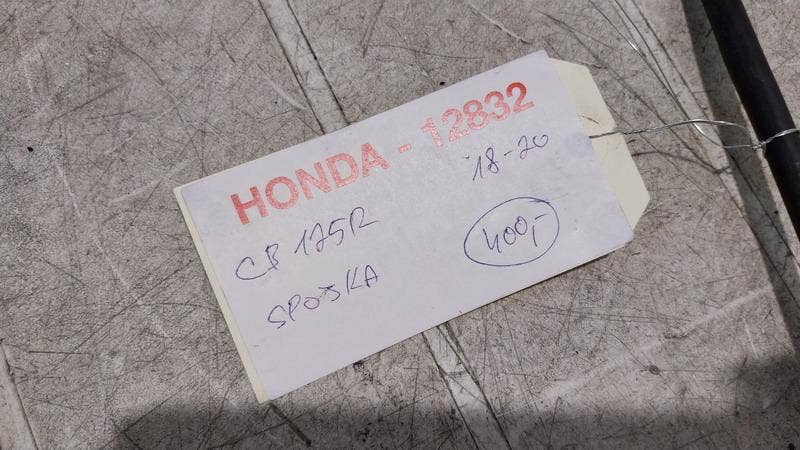 HONDA - 12832
CB 125R '18-20
SPOJKA 400,-